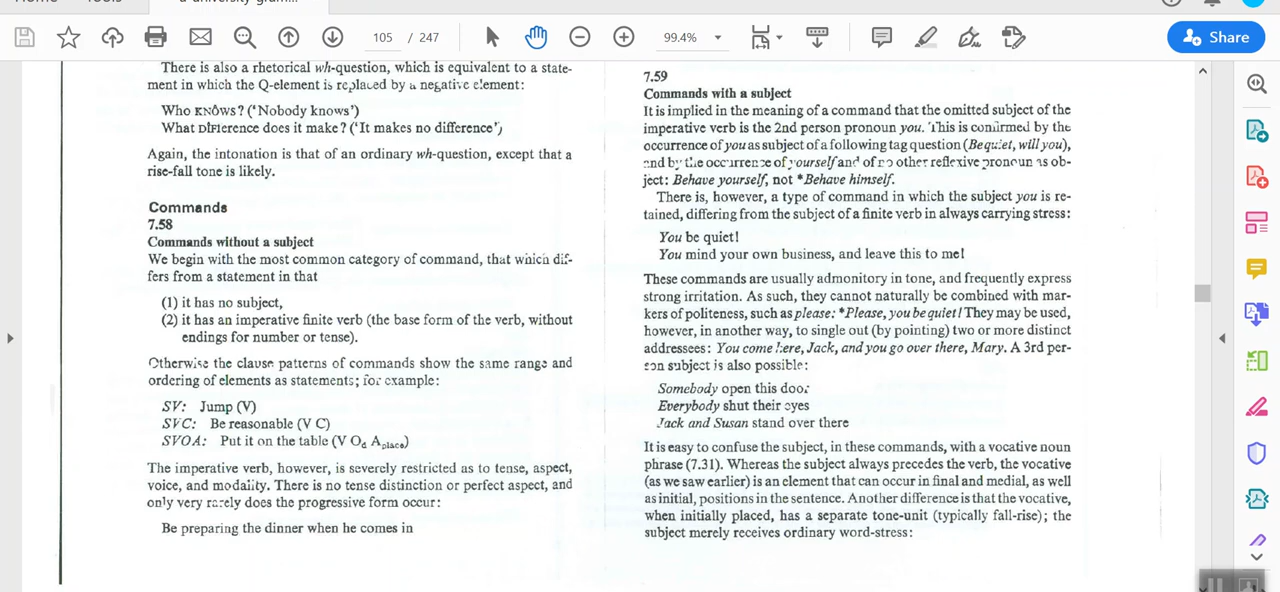 Home
Tools
a-university-gram...
105 / 247
99.4%
Share
There is also a rhetorical wh-question, which is equivalent to a state-
ment in which the Q-element is replaced by a negative element:
Who KNÔWS? ('Nobody knows')
What DÎFference does it make? ('It makes no difference')
Again, the intonation is that of an ordinary wh-question, except that a
rise-fall tone is likely.
Commands
7.58
Commands without a subject
We begin with the most common category of command, that which dif-
fers from a statement in that
(1) it has no subject,
(2) it has an imperative finite verb (the base form of the verb, without
endings for number or tense).
Otherwise the clause patterns of commands show the same range and
ordering of elements as statements; for example:
SV: Jump (V)
SVC: Be reasonable (V C)
SVOA: Put it on the table (V Od Aplace)
The imperative verb, however, is severely restricted as to tense, aspect,
voice, and modality. There is no tense distinction or perfect aspect, and
only very rarely does the progressive form occur:
Be preparing the dinner when he comes in
7.59
Commands with a subject
It is implied in the meaning of a command that the omitted subject of the
imperative verb is the 2nd person pronoun you. This is confirmed by the
occurrence of you as subject of a following tag question (Be quiet, will you),
and by the occurrence of yourself and of no other reflexive pronoun as ob-
ject: Behave yourself, not *Behave himself.
There is, however, a type of command in which the subject you is re-
tained, differing from the subject of a finite verb in always carrying stress:
You be quiet!
You mind your own business, and leave this to me!
These commands are usually admonitory in tone, and frequently express
strong irritation. As such, they cannot naturally be combined with mar-
kers of politeness, such as please: *Please, you be quiet! They may be used,
however, in another way, to single out (by pointing) two or more distinct
addressees: You come here, Jack, and you go over there, Mary. A 3rd per-
son subject is also possible:
Somebody open this door
Everybody shut their eyes
Jack and Susan stand over there
It is easy to confuse the subject, in these commands, with a vocative noun
phrase (7.31). Whereas the subject always precedes the verb, the vocative
(as we saw earlier) is an element that can occur in final and medial, as well
as initial, positions in the sentence. Another difference is that the vocative,
when initially placed, has a separate tone-unit (typically fall-rise); the
subject merely receives ordinary word-stress: